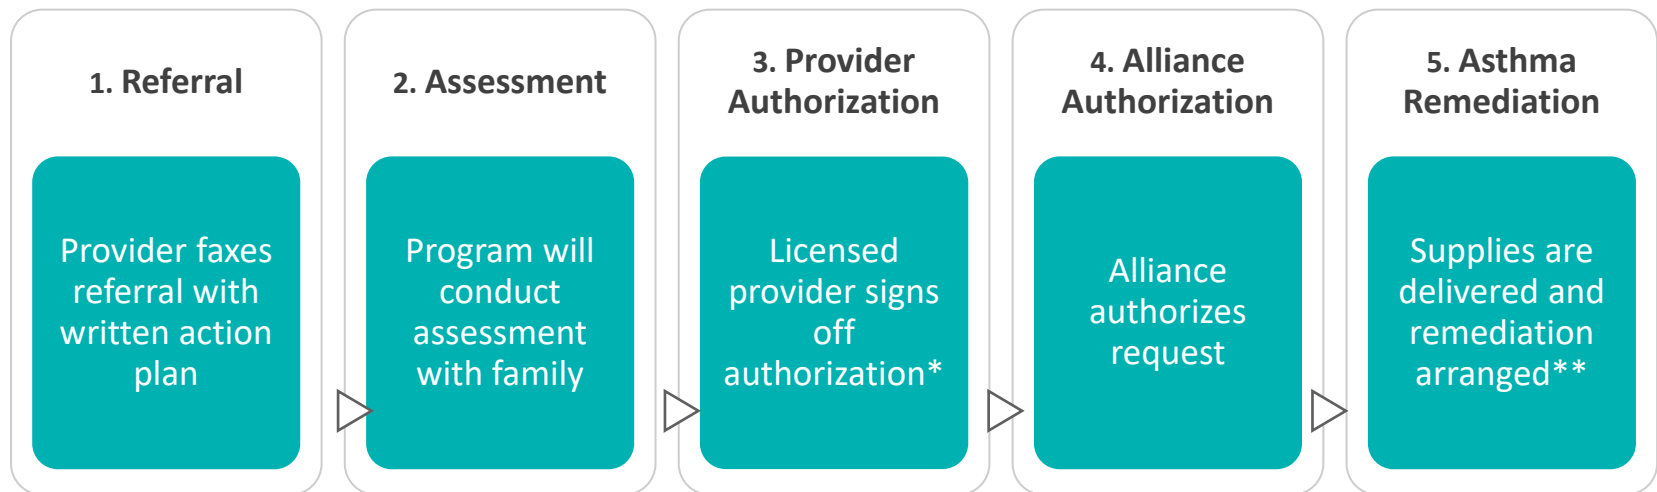 1. Referral
Provider faxes
referral with
written action
plan
2. Assessment
Program will
conduct
assessment
with family
3. Provider
Authorization
Licensed
provider signs
off
authorization*
4. Alliance
Authorization
Alliance
authorizes
request
5. Asthma
Remediation
Supplies are
delivered and
remediation
arranged**